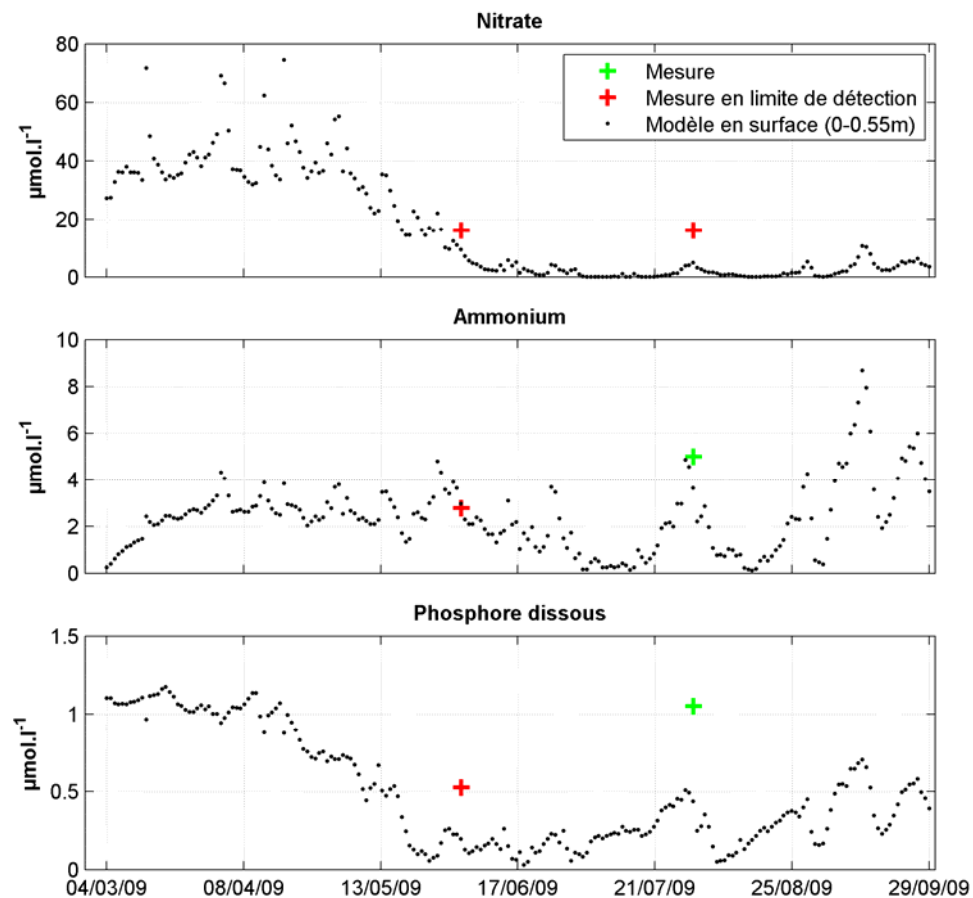 Nitrate
80
60
40
20
0
µmol.l⁻¹
Mesure
Mesure en limite de détection
Modèle en surface (0-0.55m)
Ammonium
10
8
6
4
2
0
µmol.l⁻¹
Phosphore dissous
1.5
1
0.5
0
µmol.l⁻¹
04/03/09 08/04/09 13/05/09 17/06/09 21/07/09 25/08/09 29/09/09